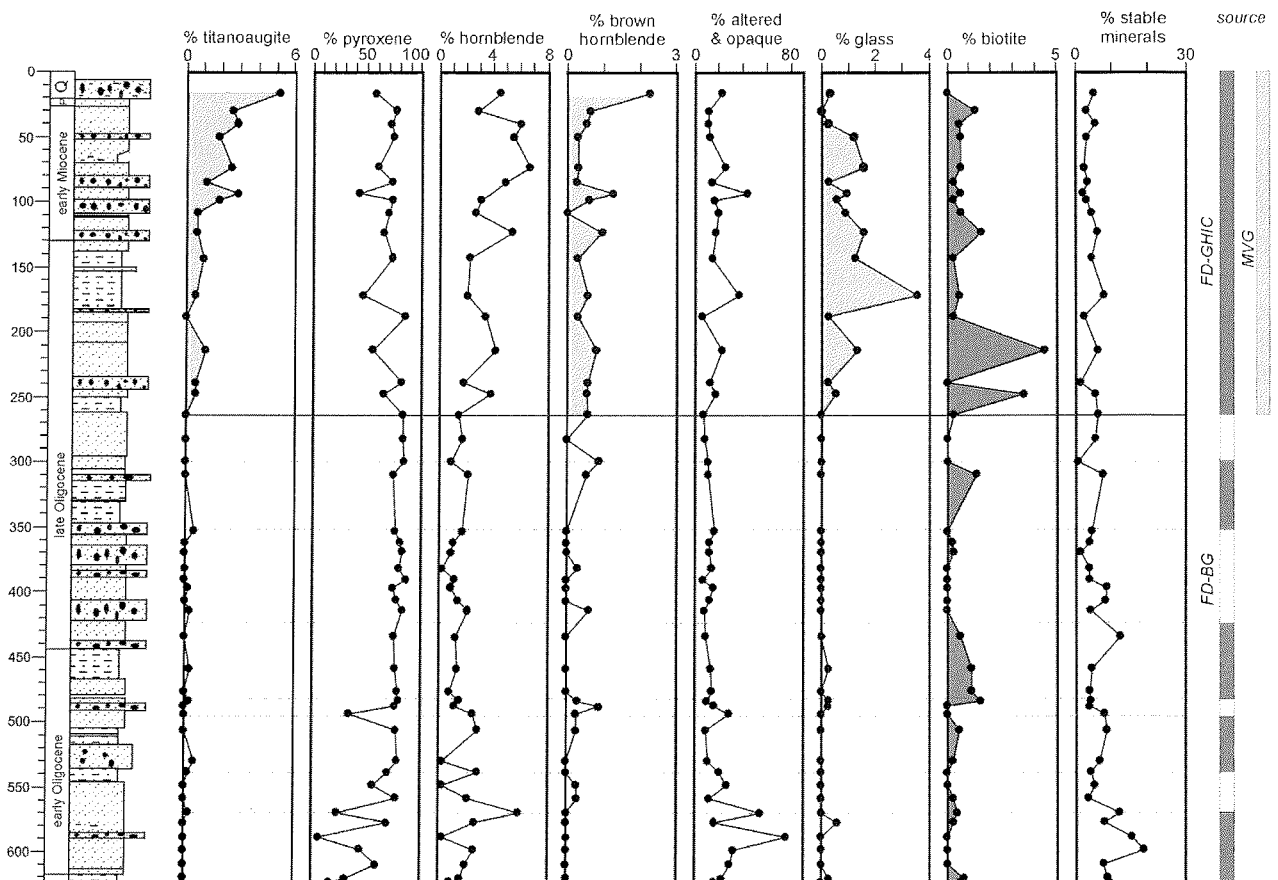 % brown
% altered
% stable
source
% titanoaugite
% pyroxene
% hornblende
hornblende
& opaque
% glass
% biotite
minerals
0 6 0 50 100 0 4 8 0 3 0 80 0 2 4 0 5 0 30
0
50
100
150
200
250
300
350
400
450
500
550
600
Q
early Miocene
late Oligocene
early Oligocene
FD-GHIC
MVG
FD-BG